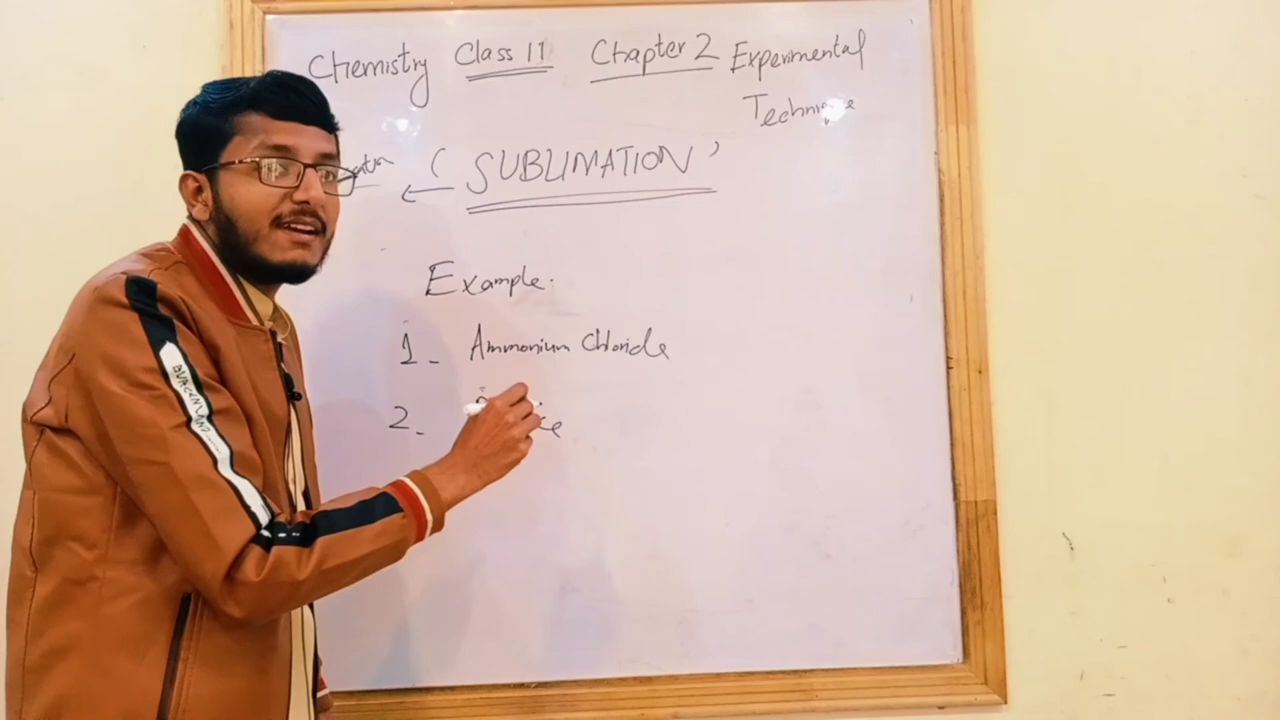 Chemistry Class 11 Chapter 2 Experimental
Technique
( SUBLIMATION ’
Example:
1 - Ammonium Chloride
2 -